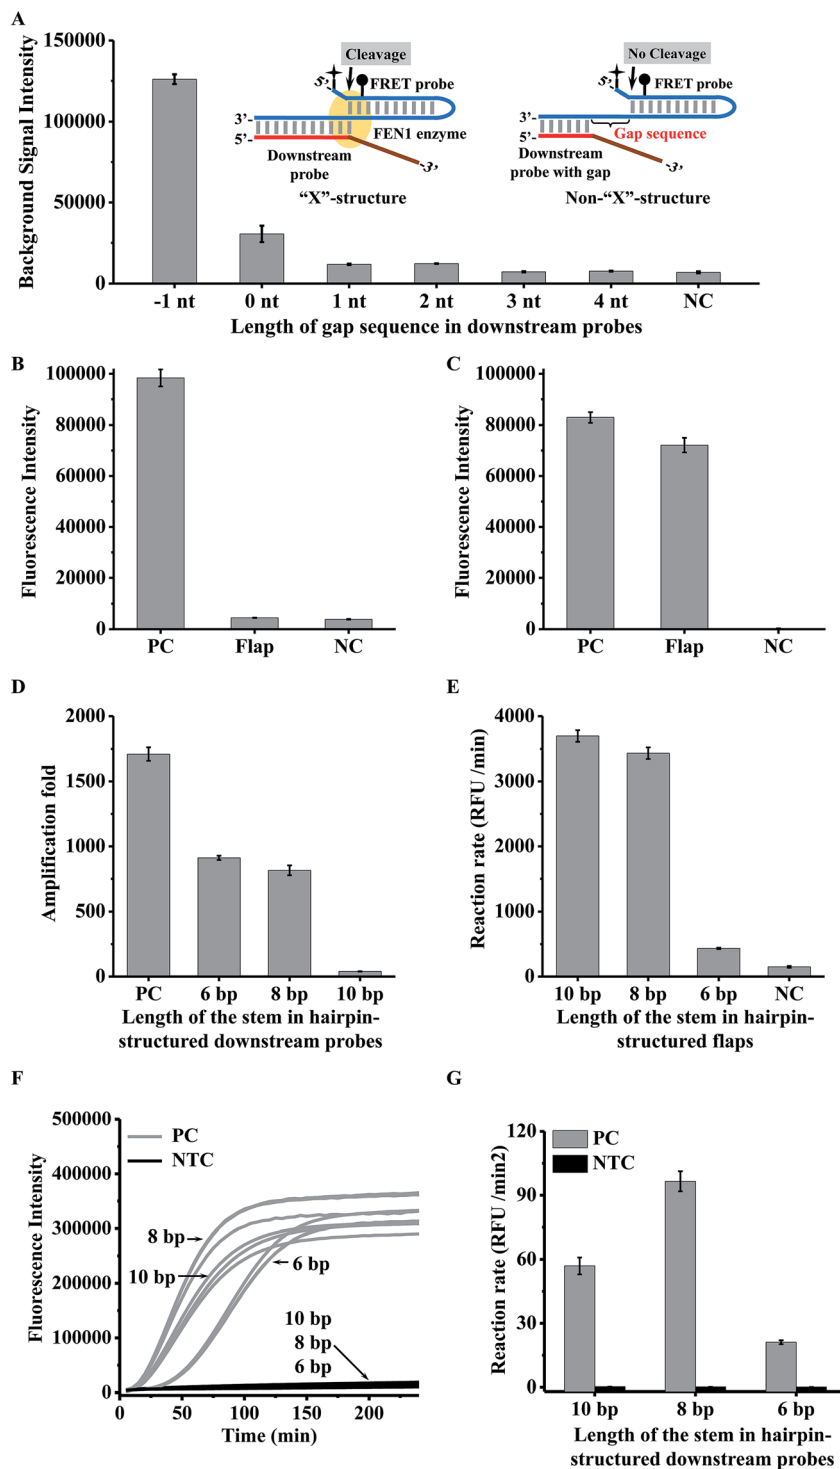 A
Background Signal Intensity
150000
100000
50000
0
-1 nt
0 nt
1 nt
2 nt
3 nt
4 nt
NC
Length of gap sequence in downstream probes
Cleavage
5'-
FRET probe
3'-
5'-
FEN1 enzyme
Downstream
probe
-3'
“X”-structure
No Cleavage
5'-
FRET probe
3'-
5'-
Gap sequence
Downstream
probe with gap
-3'
Non-“X”-structure
B
Fluorescence Intensity
100000
80000
60000
40000
20000
0
PC
Flap
NC
C
Fluorescence Intensity
100000
80000
60000
40000
20000
0
PC
Flap
NC
D
Amplification fold
2000
1500
1000
500
0
PC
6 bp
8 bp
10 bp
Length of the stem in hairpin-
structured downstream probes
E
Reaction rate (RFU /min)
4000
3000
2000
1000
0
10 bp
8 bp
6 bp
NC
Length of the stem in hairpin-
structured flaps
F
Fluorescence Intensity
500000
400000
300000
200000
100000
0
PC
NTC
8 bp
10 bp
6 bp
10 bp
8 bp
6 bp
0
50
100
150
200
Time (min)
G
Reaction rate (RFU /min2)
120
90
60
30
0
PC
NTC
10 bp
8 bp
6 bp
Length of the stem in hairpin-
structured downstream probes